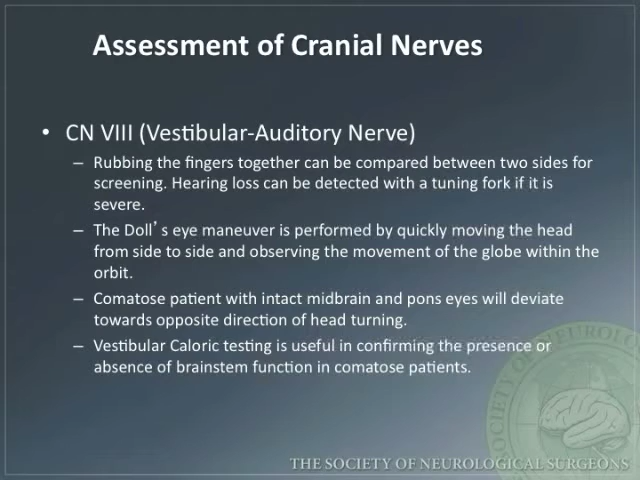 Assessment of Cranial Nerves
• CN VIII (Vestibular-Auditory Nerve)
– Rubbing the fingers together can be compared between two sides for
screening. Hearing loss can be detected with a tuning fork if it is
severe.
– The Doll's eye maneuver is performed by quickly moving the head
from side to side and observing the movement of the globe within the
orbit.
– Comatose patient with intact midbrain and pons eyes will deviate
towards opposite direction of head turning.
– Vestibular Caloric testing is useful in confirming the presence or
absence of brainstem function in comatose patients.
THE SOCIETY OF NEUROLOGICAL SURGEONS